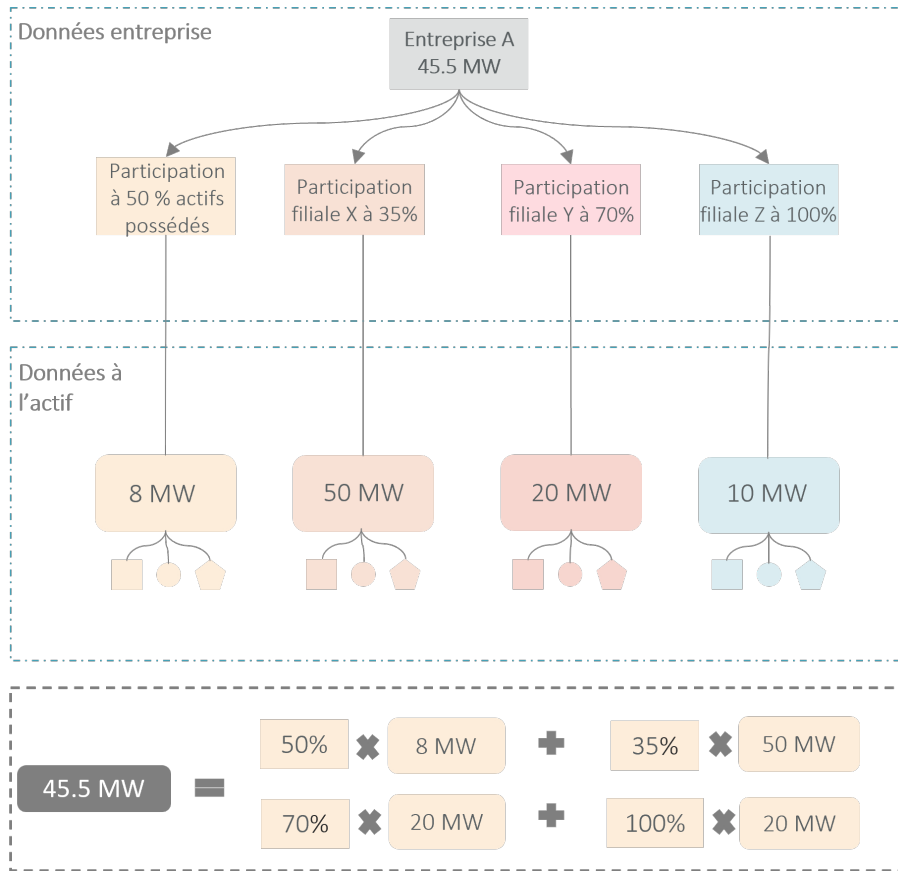 Données entreprise
Entreprise A
45.5 MW
Participation
à 50 % actifs
possédés
Participation
filiale X à 35%
Participation
filiale Y à 70%
Participation
filiale Z à 100%
Données à
l'actif
8 MW
50 MW
20 MW
10 MW
50%
8 MW
35%
50 MW
45.5 MW
70%
20 MW
100%
20 MW